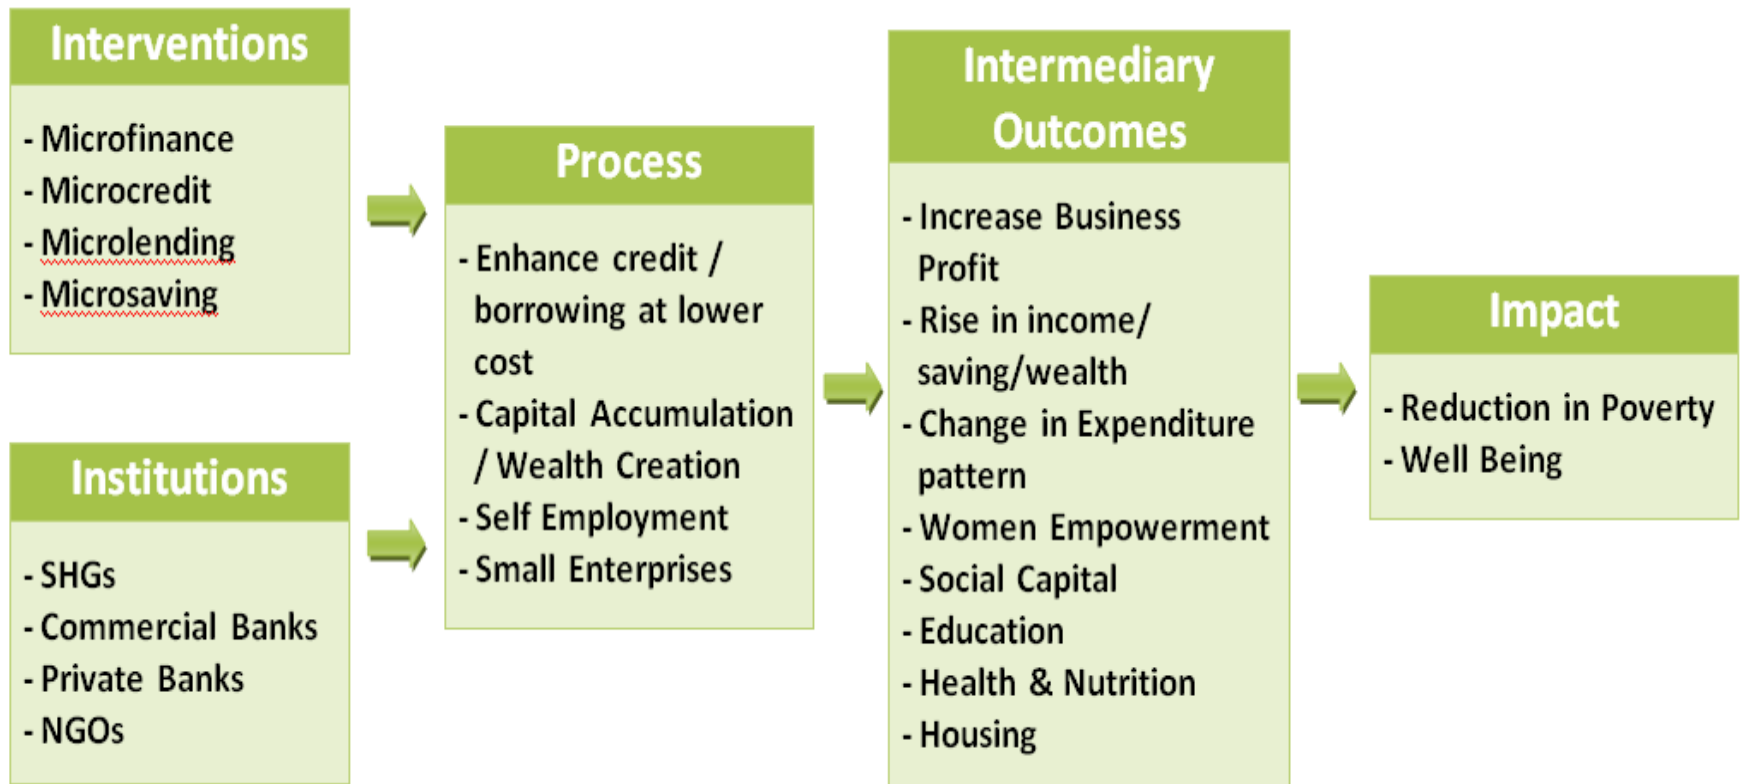 Interventions
- Microfinance
- Microcredit
- Microlending
- Microsaving
Institutions
- SHGs
- Commercial Banks
- Private Banks
- NGOs
Process
- Enhance credit /
borrowing at lower
cost
- Capital Accumulation
/ Wealth Creation
- Self Employment
- Small Enterprises
Intermediary
Outcomes
- Increase Business
Profit
- Rise in income/
saving/wealth
- Change in Expenditure
pattern
- Women Empowerment
- Social Capital
- Education
- Health & Nutrition
- Housing
Impact
- Reduction in Poverty
- Well Being